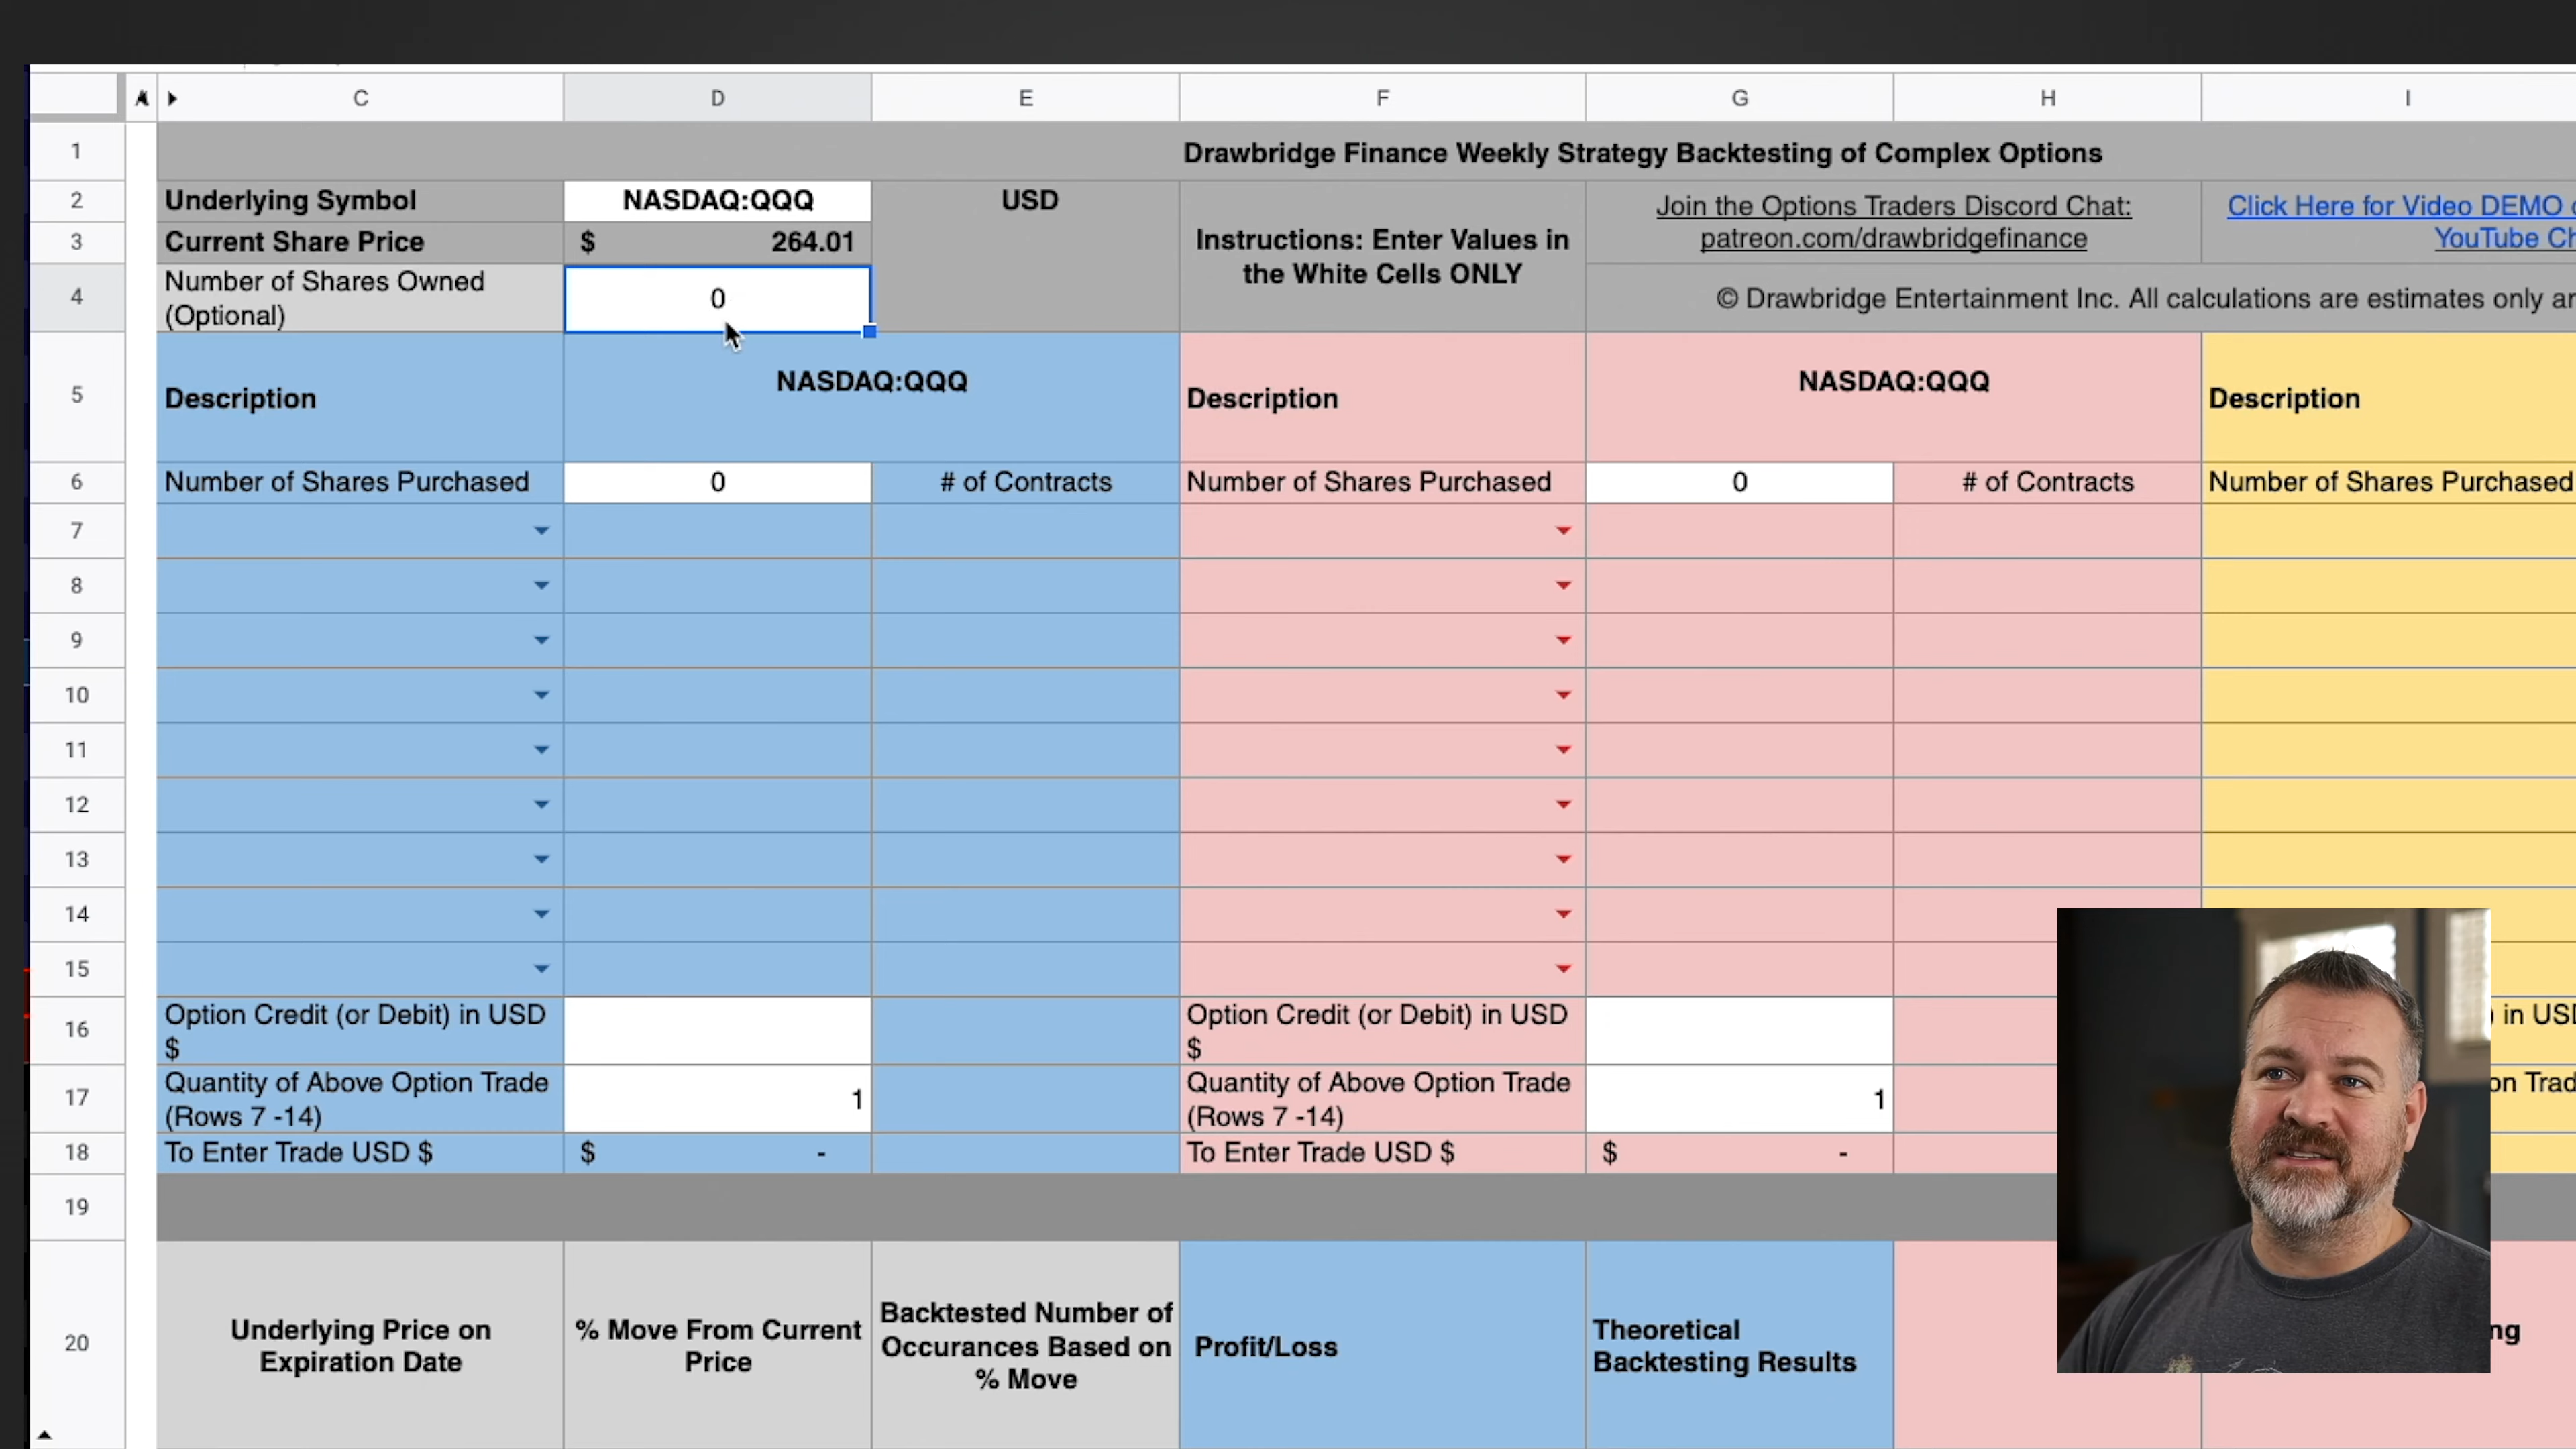 C D E F G H I
1 Drawbridge Finance Weekly Strategy Backtesting of Complex Options
2 Underlying Symbol NASDAQ:QQQ USD
3 Current Share Price $ 264.01
Instructions: Enter Values in
the White Cells ONLY
Join the Options Traders Discord Chat:
patreon.com/drawbridgefinance
Click Here for Video DEMO
YouTube
4 Number of Shares Owned
(Optional) 0
© Drawbridge Entertainment Inc. All calculations are estimates only
5 Description NASDAQ:QQQ Description NASDAQ:QQQ Description
6 Number of Shares Purchased 0 # of Contracts Number of Shares Purchased 0 # of Contracts Number of Shares Purchased
7
8
9
10
11
12
13
14
15
16 Option Credit (or Debit) in USD
$
Option Credit (or Debit) in USD
$
) in USD
17 Quantity of Above Option Trade
(Rows 7 -14) 1
Quantity of Above Option Trade
(Rows 7 -14) 1
18 To Enter Trade USD $ $ - To Enter Trade USD $ $ -
19
20 Underlying Price on
Expiration Date
% Move From Current
Price
Backtested Number of
Occurances Based on
% Move
Profit/Loss
Theoretical
Backtesting Results